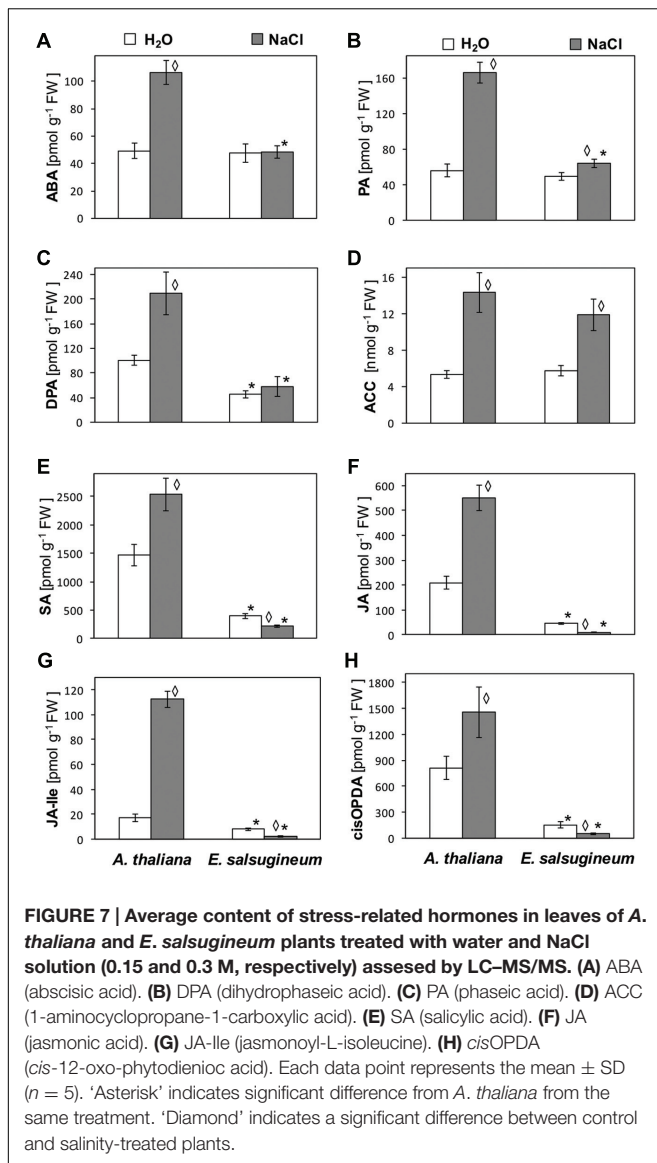 A
H₂O
NaCl
ABA [pmol g⁻¹ FW]
100
80
60
40
20
0
◊
*
B
H₂O
NaCl
PA [pmol g⁻¹ FW]
160
120
80
40
0
◊
◊ *
C
DPA [pmol g⁻¹ FW]
240
200
160
120
80
40
0
◊
*
*
D
ACC [nmol g⁻¹ FW]
16
12
8
4
0
◊
◊
E
SA [pmol g⁻¹ FW]
2500
2000
1500
1000
500
0
◊
*
◊ *
F
JA [pmol g⁻¹ FW]
600
500
400
300
200
100
0
◊
*
◊ *
G
JA-Ile [pmol g⁻¹ FW]
120
100
80
60
40
20
0
◊
*
◊ *
A. thaliana
E. salsugineum
H
cisOPDA [pmol g⁻¹ FW]
1800
1500
1200
900
600
300
0
◊
*
◊ *
A. thaliana
E. salsugineum
FIGURE 7 | Average content of stress-related hormones in leaves of A.
thaliana and E. salsugineum plants treated with water and NaCl
solution (0.15 and 0.3 M, respectively) assesed by LC–MS/MS. (A) ABA
(abscisic acid). (B) DPA (dihydrophaseic acid). (C) PA (phaseic acid). (D) ACC
(1-aminocyclopropane-1-carboxylic acid). (E) SA (salicylic acid). (F) JA
(jasmonic acid). (G) JA-Ile (jasmonoyl-L-isoleucine). (H) cisOPDA
(cis-12-oxo-phytodienioc acid). Each data point represents the mean ± SD
(n = 5). ‘Asterisk’ indicates significant difference from A. thaliana from the
same treatment. ‘Diamond’ indicates a significant difference between control
and salinity-treated plants.